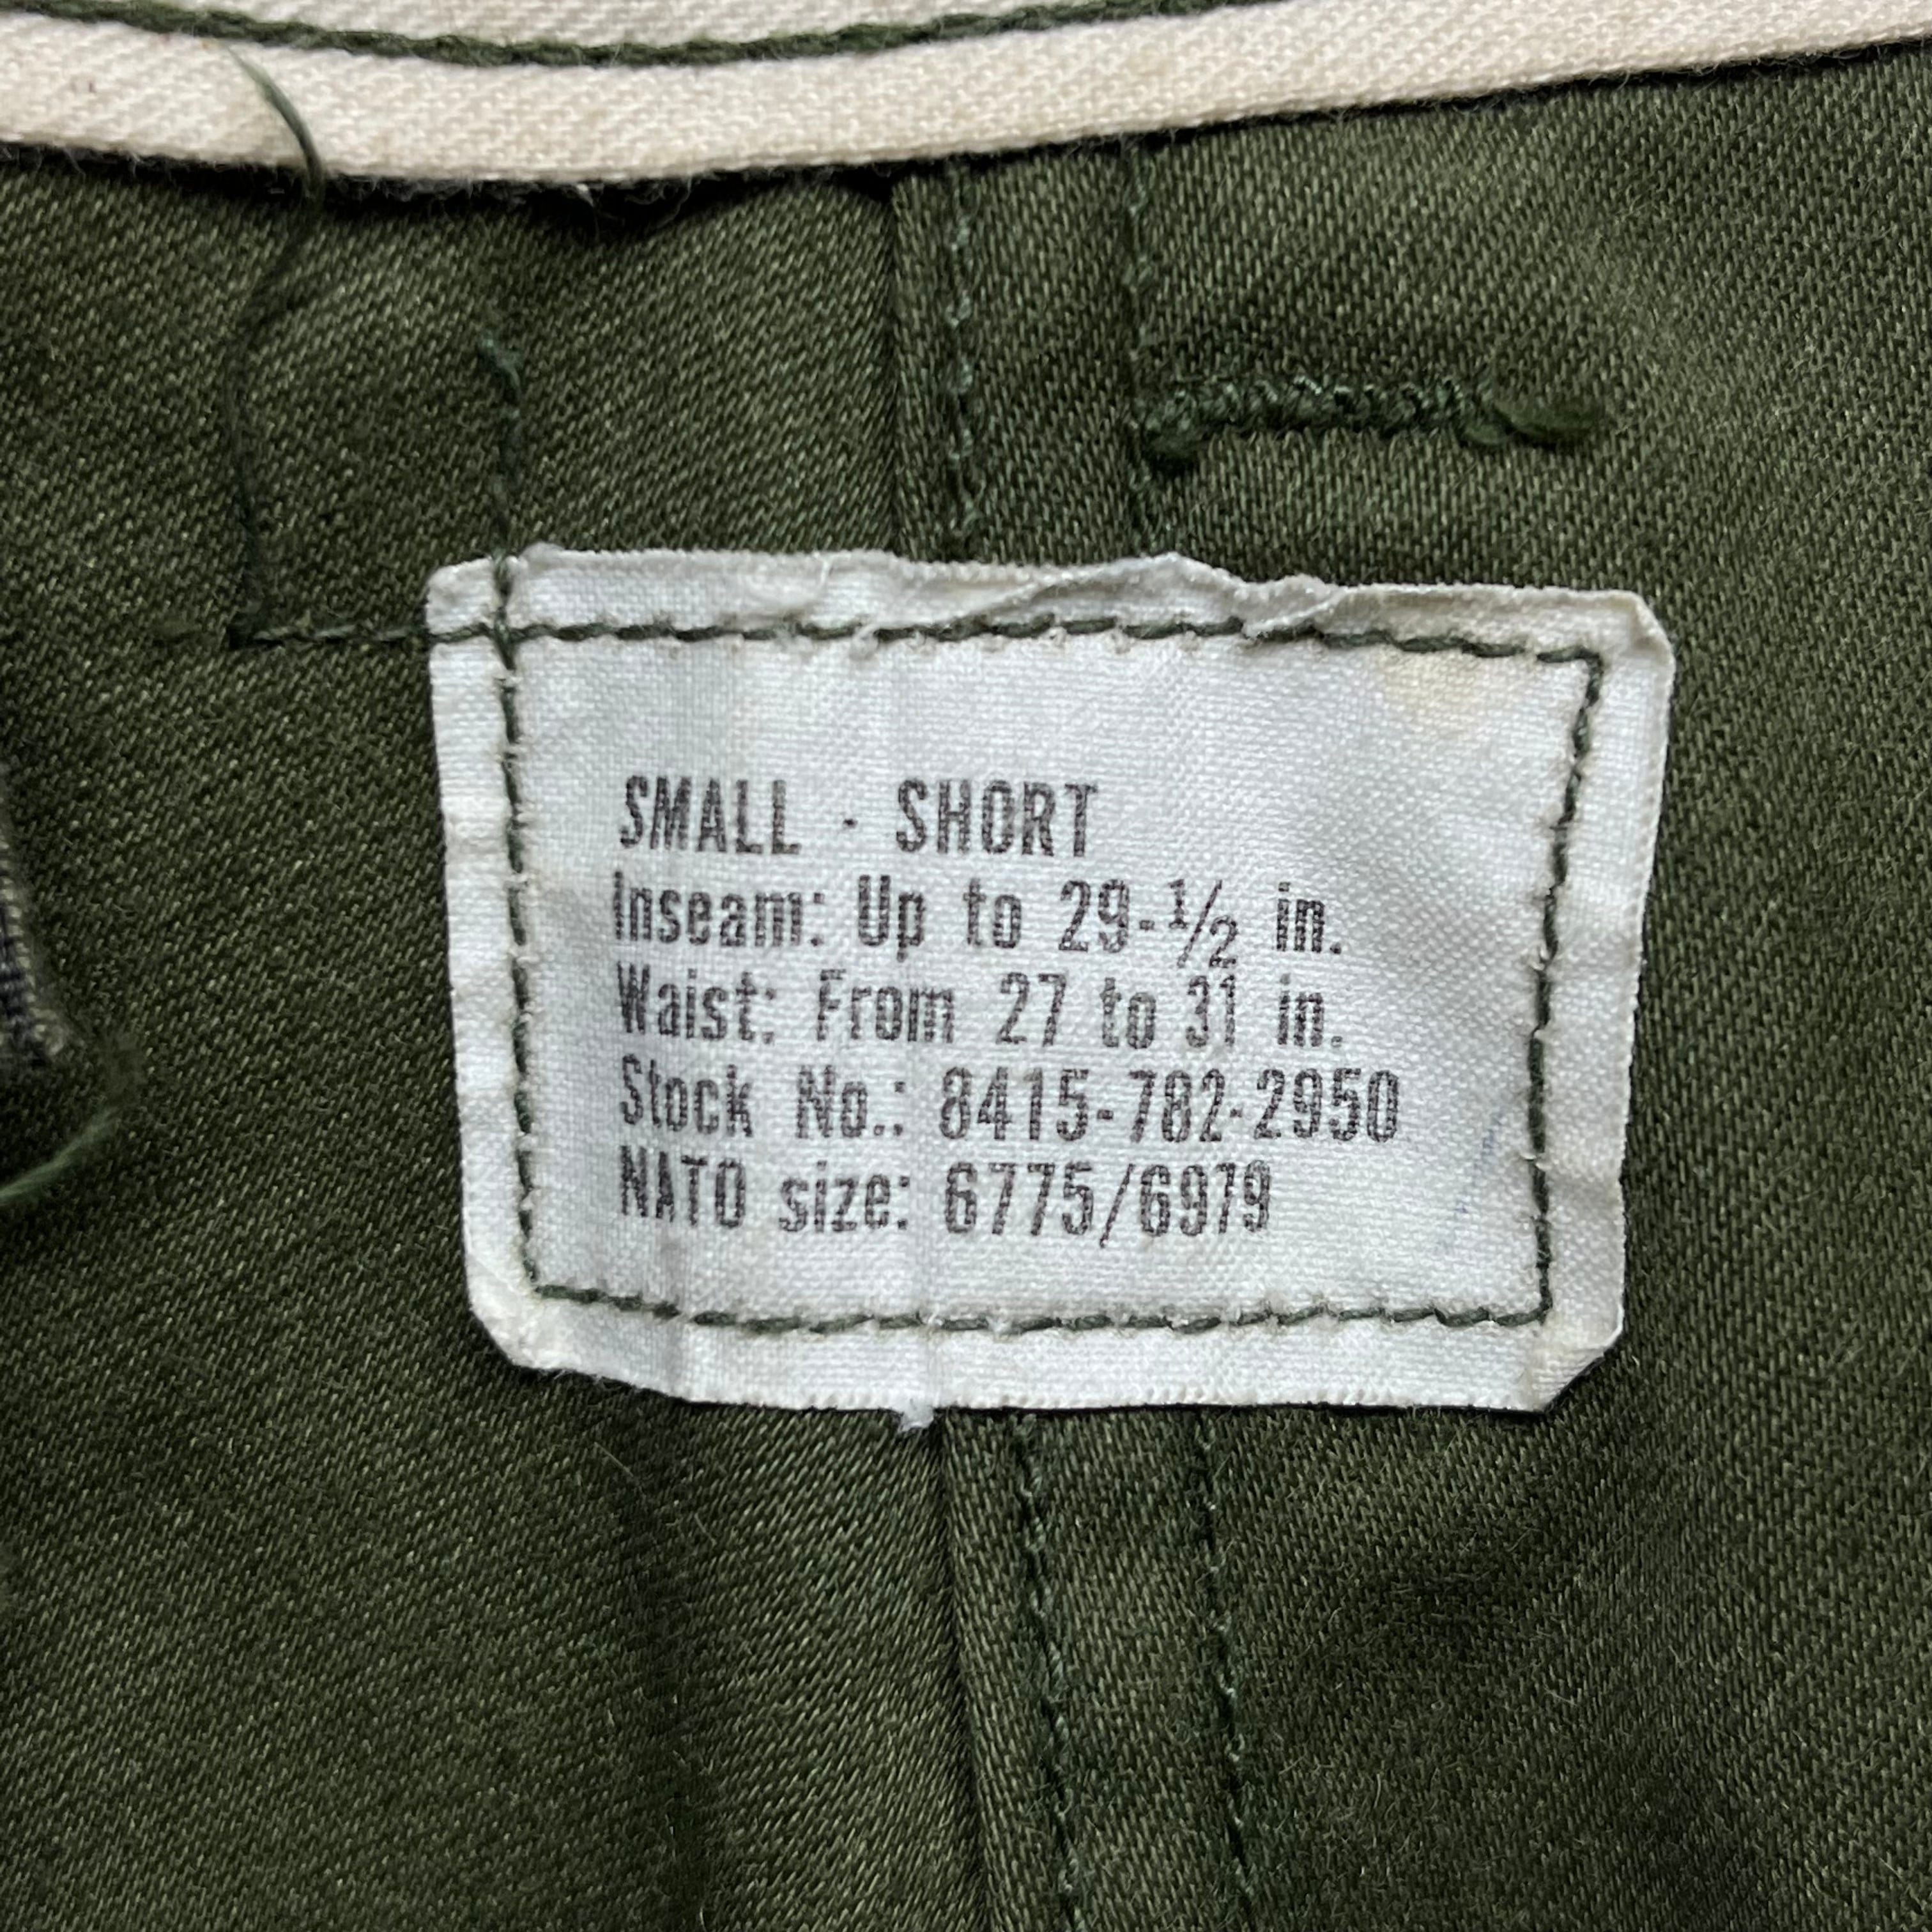 SMALL - SHORT
Inseam: Up to 29-1/2 in.
Waist: From 27 to 31 in.
Stock No.: 8415-782-2950
NATO size: 6775/6979